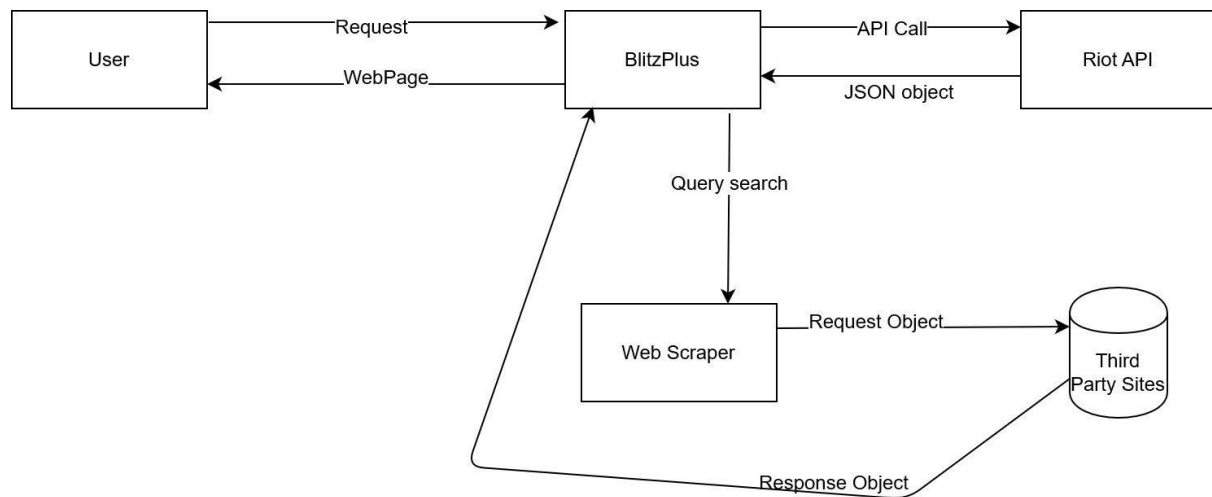 User
Request
WebPage
BlitzPlus
API Call
JSON object
Riot API
Query search
Web Scraper
Request Object
Third
Party Sites
Response Object